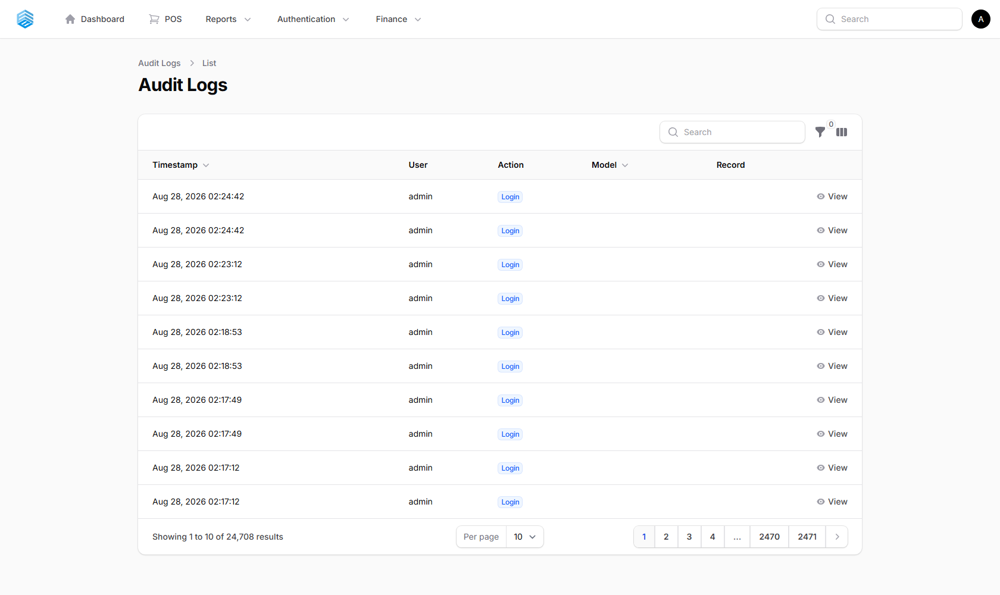 Dashboard POS Reports Authentication Finance Search A
Audit Logs > List
Audit Logs
Search 0
Timestamp User Action Model Record
Aug 28, 2026 02:24:42 admin Login View
Aug 28, 2026 02:24:42 admin Login View
Aug 28, 2026 02:23:12 admin Login View
Aug 28, 2026 02:23:12 admin Login View
Aug 28, 2026 02:18:53 admin Login View
Aug 28, 2026 02:18:53 admin Login View
Aug 28, 2026 02:17:49 admin Login View
Aug 28, 2026 02:17:49 admin Login View
Aug 28, 2026 02:17:12 admin Login View
Aug 28, 2026 02:17:12 admin Login View
Showing 1 to 10 of 24,708 results Per page 10 1 2 3 4 ... 2470 2471